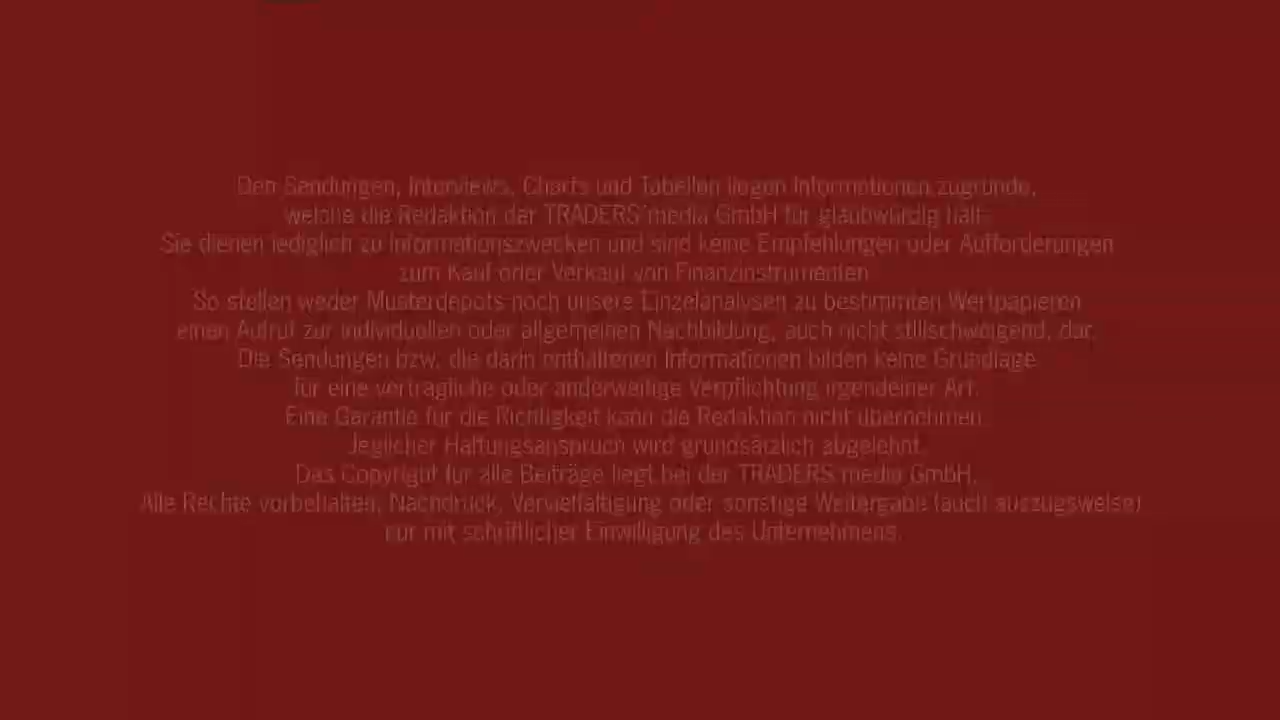 Den Sendungen, Interviews, Charts und Tabellen liegen Informationen zugrunde,
welche die Redaktion der TRADERS´media GmbH für glaubwürdig hält.
Sie dienen lediglich zu Informationszwecken und sind keine Empfehlungen oder Aufforderungen
zum Kauf oder Verkauf von Finanzinstrumenten.
So stellen weder Musterdepots noch unsere Einzelanalysen zu bestimmten Wertpapieren
einen Aufruf zur individuellen oder allgemeinen Nachbildung, auch nicht stillschweigend, dar.
Die Sendungen bzw. die darin enthaltenen Informationen bilden keine Grundlage
für eine vertragliche oder anderweitige Verpflichtung irgendeiner Art.
Eine Garantie für die Richtigkeit kann die Redaktion nicht übernehmen.
Jeglicher Haftungsanspruch wird grundsätzlich abgelehnt.
Das Copyright für alle Beiträge liegt bei der TRADERS´media GmbH.
Alle Rechte vorbehalten, Nachdruck, Vervielfältigung oder sonstige Weitergabe (auch auszugsweise)
nur mit schriftlicher Einwilligung des Unternehmens.